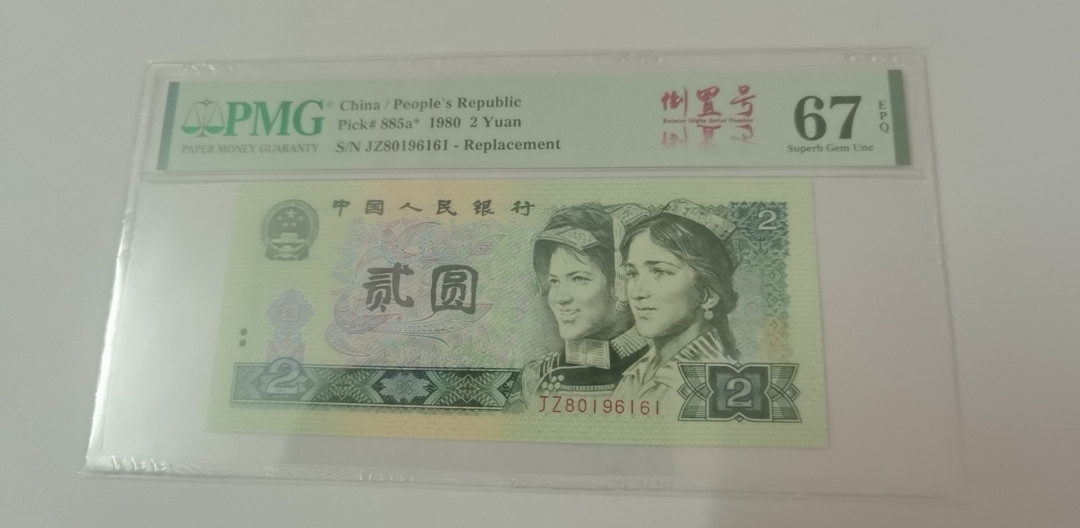 PMG
PAPER MONEY GUARANTY
China / People's Republic
Pick# 885a* 1980 2 Yuan
S/N JZ80196161 - Replacement
倒置号
67
EPQ
Superb Gem Unc
中国人民银行
贰圆
2
2
2
JZ80196161